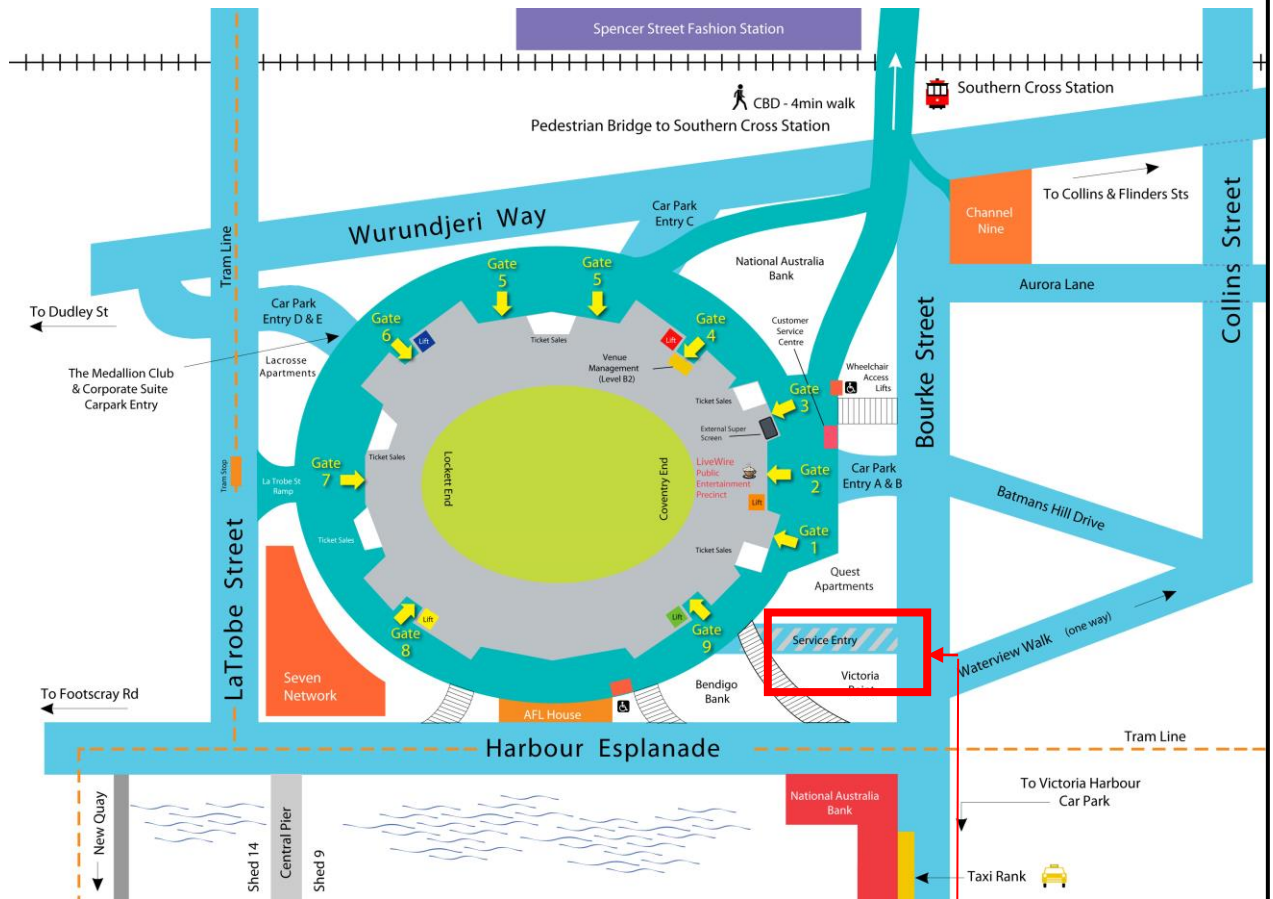 Spencer Street Fashion Station
CBD - 4min walk
Pedestrian Bridge to Southern Cross Station
Southern Cross Station
To Collins & Flinders Sts
Channel
Nine
Collins Street
Aurora Lane
Wurundjeri Way
Car Park
Entry C
National Australia
Bank
Tram Line
To Dudley St
Car Park
Entry D & E
The Medallion Club
& Corporate Suite
Carpark Entry
Lacrosse
Apartments
Gate
5
Gate
5
Gate
6
Lift
Ticket Sales
Lift
Gate
4
Venue
Management
(Level B2)
Customer
Service
Centre
Wheelchair
Access
Lifts
Bourke Street
Ticket Sales
Gate
3
External Super
Screen
Tram Stop
La Trobe St
Ramp
Gate
7
Ticket Sales
Lockett End
Coventry End
LiveWire
Public
Entertainment
Precinct
Lift
Gate
2
Car Park
Entry A & B
Batmans Hill Drive
LaTrobe Street
Ticket Sales
Ticket Sales
Gate
1
Quest
Apartments
Gate
8
Lift
Lift
Gate
9
Service Entry
Waterview Walk (one way)
Seven
Network
Bendigo
Bank
Victoria
To Footscray Rd
AFL House
Harbour Esplanade
Tram Line
New Quay
Shed 14
Central Pier
Shed 9
National Australia
Bank
To Victoria Harbour
Car Park
Taxi Rank